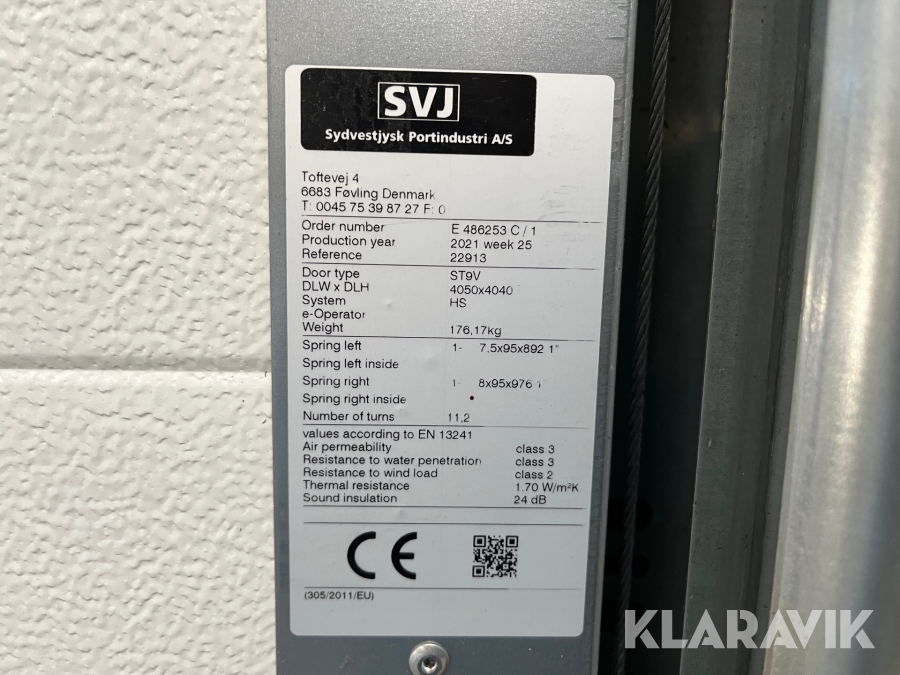 SVJ
Sydvestjysk Portindustri A/S
Toftevej 4
6683 Føvling Denmark
T: 0045 75 39 87 27 F: 0
Order number E 486253 C / 1
Production year 2021 week 25
Reference 22913
Door type ST9V
DLW x DLH 4050x4040
System HS
e-Operator
Weight 176,17kg
Spring left 1- 7,5x95x892 1"
Spring left inside
Spring right 1- 8x95x976 1"
Spring right inside
Number of turns 11,2
values according to EN 13241
Air permeability class 3
Resistance to water penetration class 3
Resistance to wind load class 2
Thermal resistance 1.70 W/m²K
Sound insulation 24 dB
CE
(305/2011/EU)
KLARAVIK